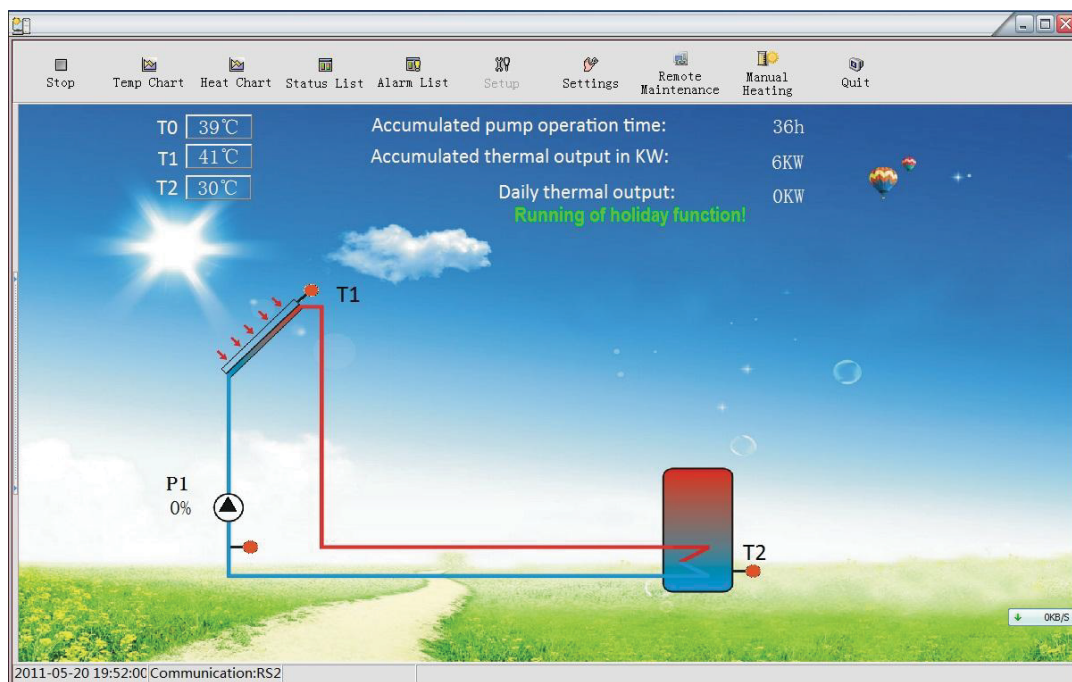 Stop
Temp Chart
Heat Chart
Status List
Alarm List
Setup
Settings
Remote
Maintenance
Manual
Heating
Quit
T0 39℃
T1 41℃
T2 30℃
Accumulated pump operation time: 36h
Accumulated thermal output in KW: 6KW
Daily thermal output: 0KW
Running of holiday function!
T1
P1
0%
T2
0KB/S
2011-05-20 19:52:00
Communication:RS2